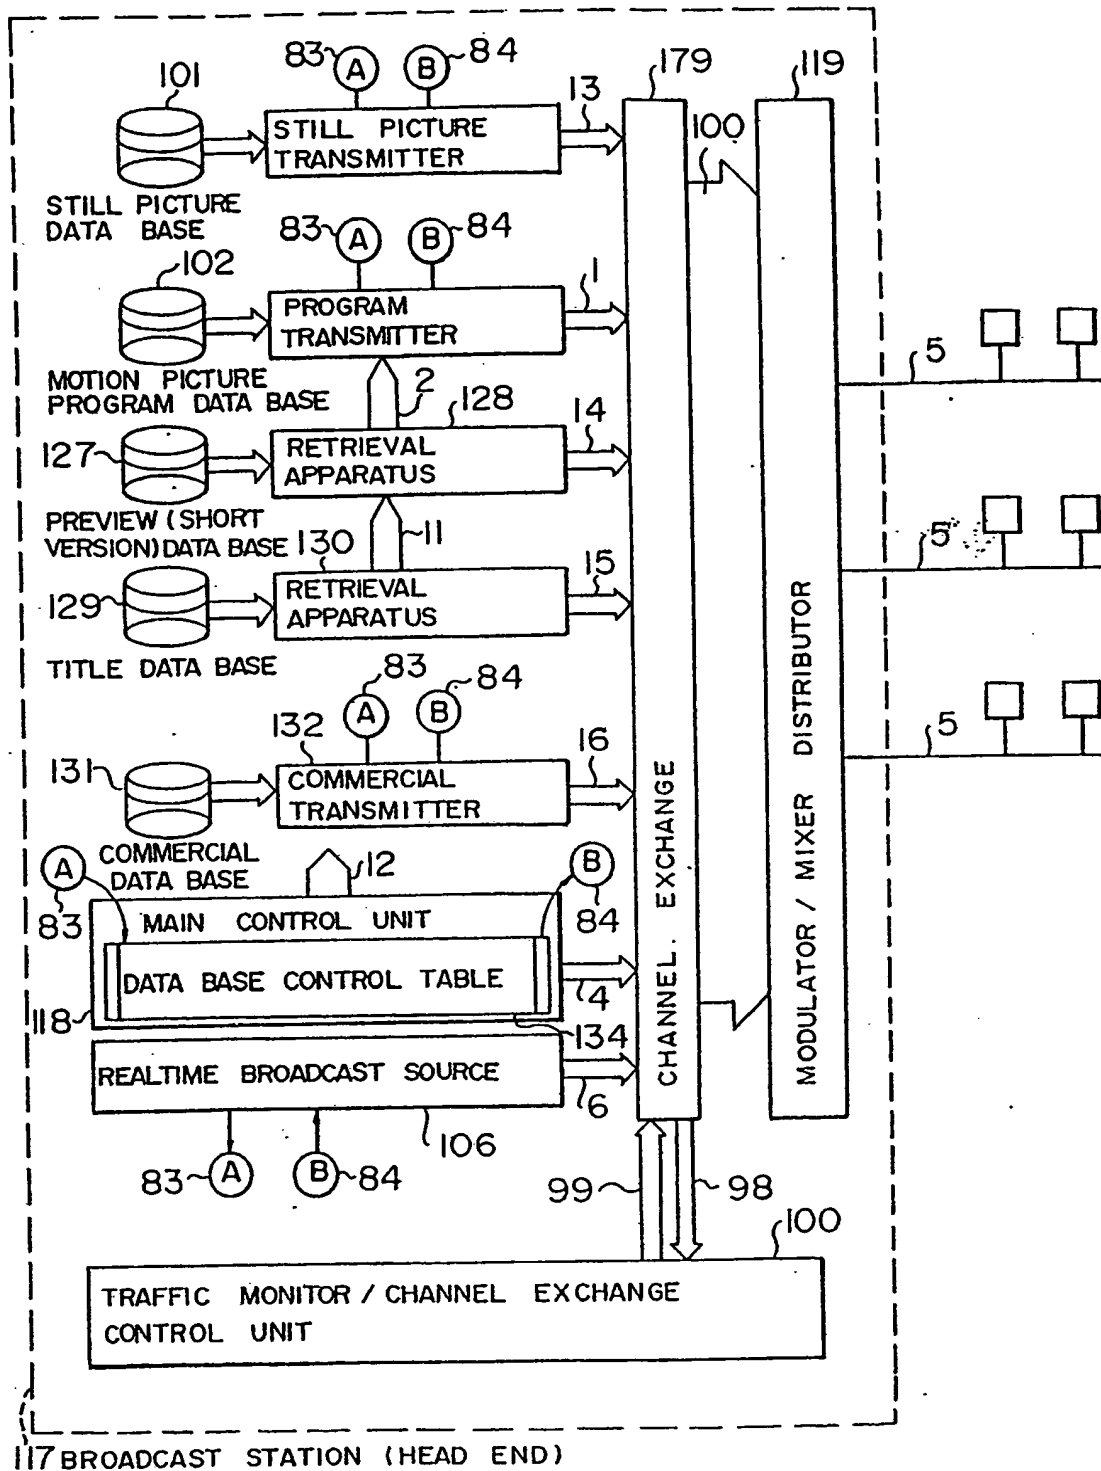 83 A B 84
101
13
179
119
STILL PICTURE
TRANSMITTER
100
STILL PICTURE
DATA BASE
83 A B 84
102
1
PROGRAM
TRANSMITTER
MOTION PICTURE
PROGRAM DATA BASE
2
128
5
127
RETRIEVAL
APPARATUS
14
PREVIEW (SHORT
VERSION) DATA BASE
130
11
15
5
129
RETRIEVAL
APPARATUS
TITLE DATA BASE
83 A B 84
132
16
5
131
COMMERCIAL
TRANSMITTER
COMMERCIAL
DATA BASE
12
A
83
B
84
MAIN CONTROL UNIT
DATA BASE CONTROL TABLE
4
118
134
REALTIME BROADCAST SOURCE
6
106
83 A B 84
CHANNEL. EXCHANGE
MODULATOR / MIXER DISTRIBUTOR
99
98
100
TRAFFIC MONITOR / CHANNEL EXCHANGE
CONTROL UNIT
117 BROADCAST STATION (HEAD END)